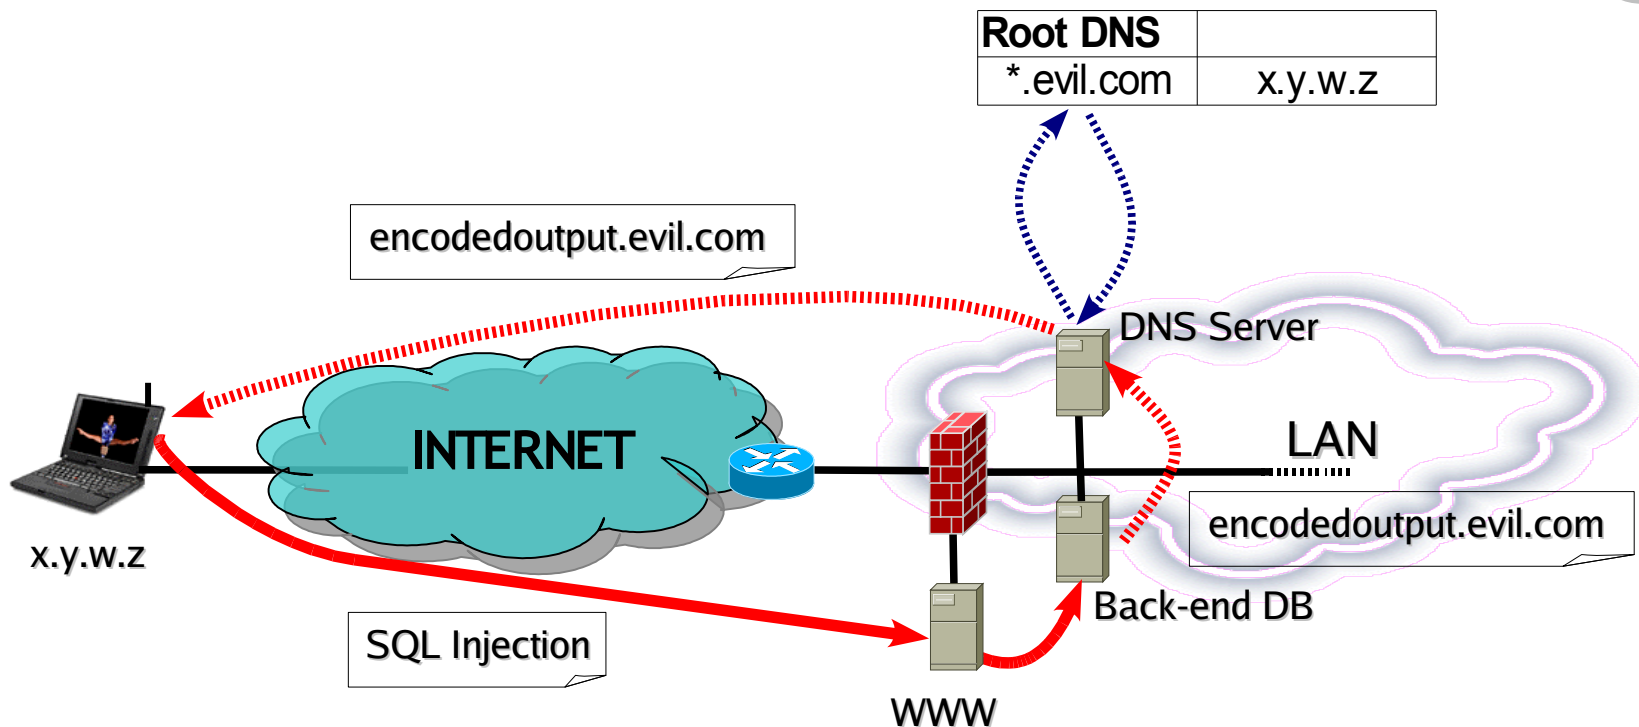 Root DNS
*.evil.com x.y.w.z
encodedoutput.evil.com
DNS Server
INTERNET
LAN
encodedoutput.evil.com
x.y.w.z
Back-end DB
SQL Injection
WWW